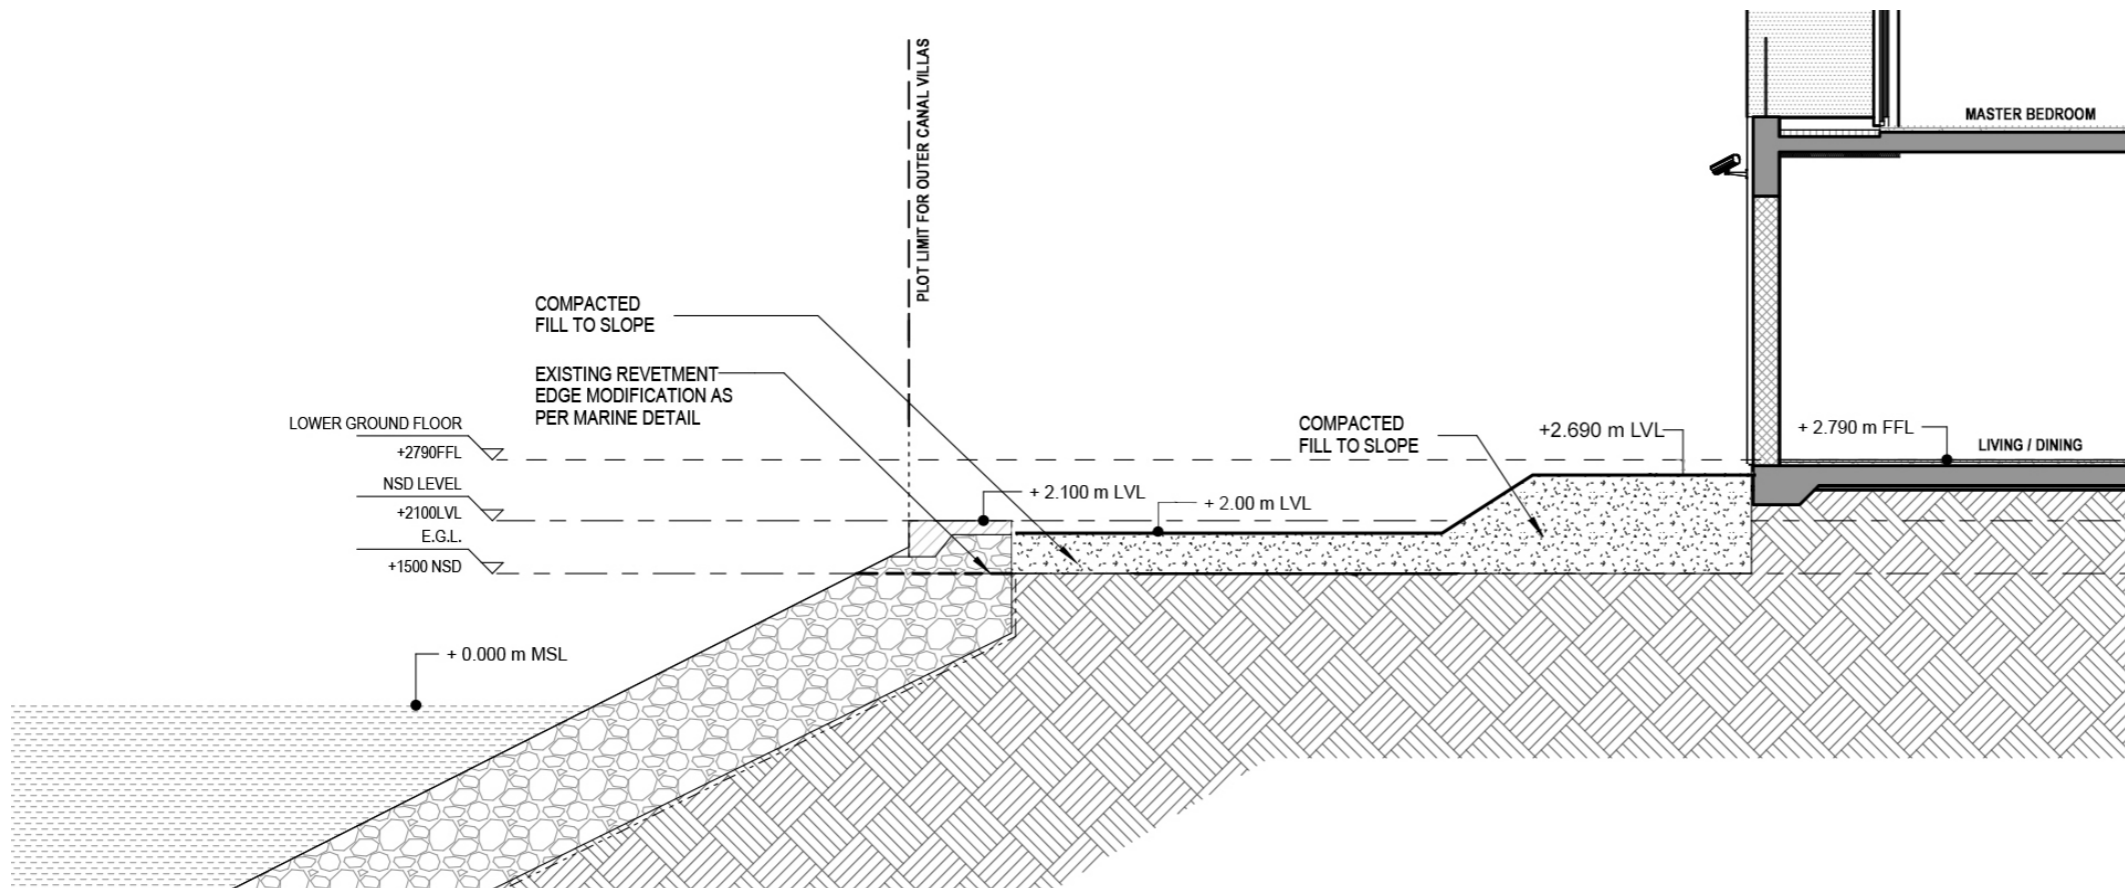 PLOT LIMIT FOR OUTER CANAL VILLAS
MASTER BEDROOM
COMPACTED
FILL TO SLOPE
EXISTING REVETMENT
EDGE MODIFICATION AS
PER MARINE DETAIL
LOWER GROUND FLOOR
+2790FFL
NSD LEVEL
+2100LVL
E.G.L.
+1500 NSD
COMPACTED
FILL TO SLOPE
+2.690 m LVL
+ 2.790 m FFL
LIVING / DINING
+ 2.100 m LVL
+ 2.00 m LVL
+ 0.000 m MSL